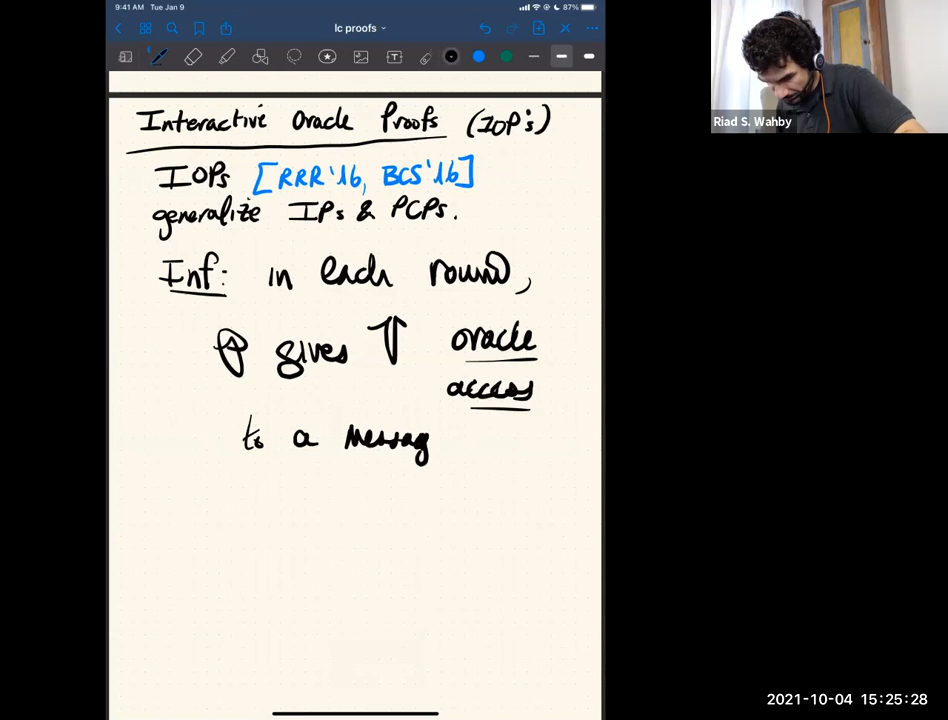 9:41 AM Tue Jan 9
87%
lc proofs
Interactive Oracle Proofs (IOP's)
IOPs [RRR'16, BCS'16]
generalize IPs & PCPs.
Inf: in each round,
P gives V oracle
access
to a messag
Riad S. Wahby
2021-10-04 15:25:28